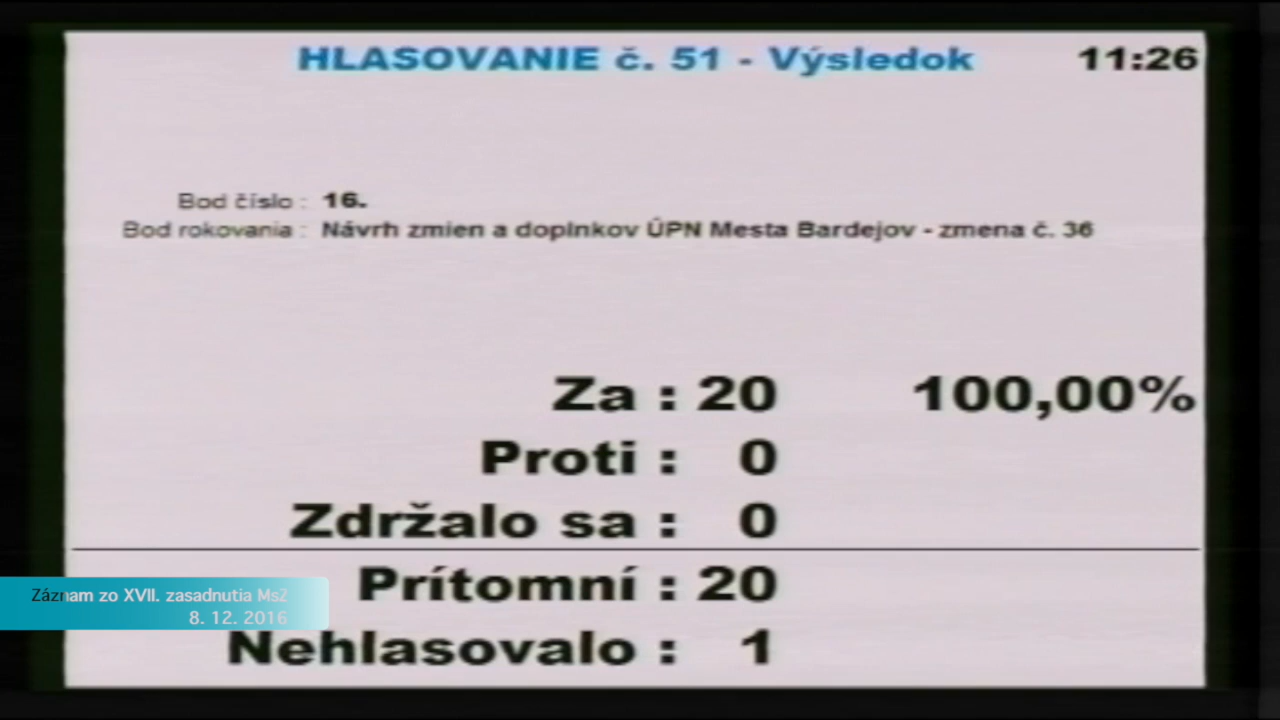 HLASOVANIE č. 51 - Výsledok 11:26
Bod číslo : 16.
Bod rokovania : Návrh zmien a doplnkov ÚPN Mesta Bardejov - zmena č. 36
Za : 20 100,00%
Proti : 0
Zdržalo sa : 0
Prítomní : 20
Záznam zo XVII. zasadnutia MsZ
8. 12. 2016
Nehlasovalo : 1